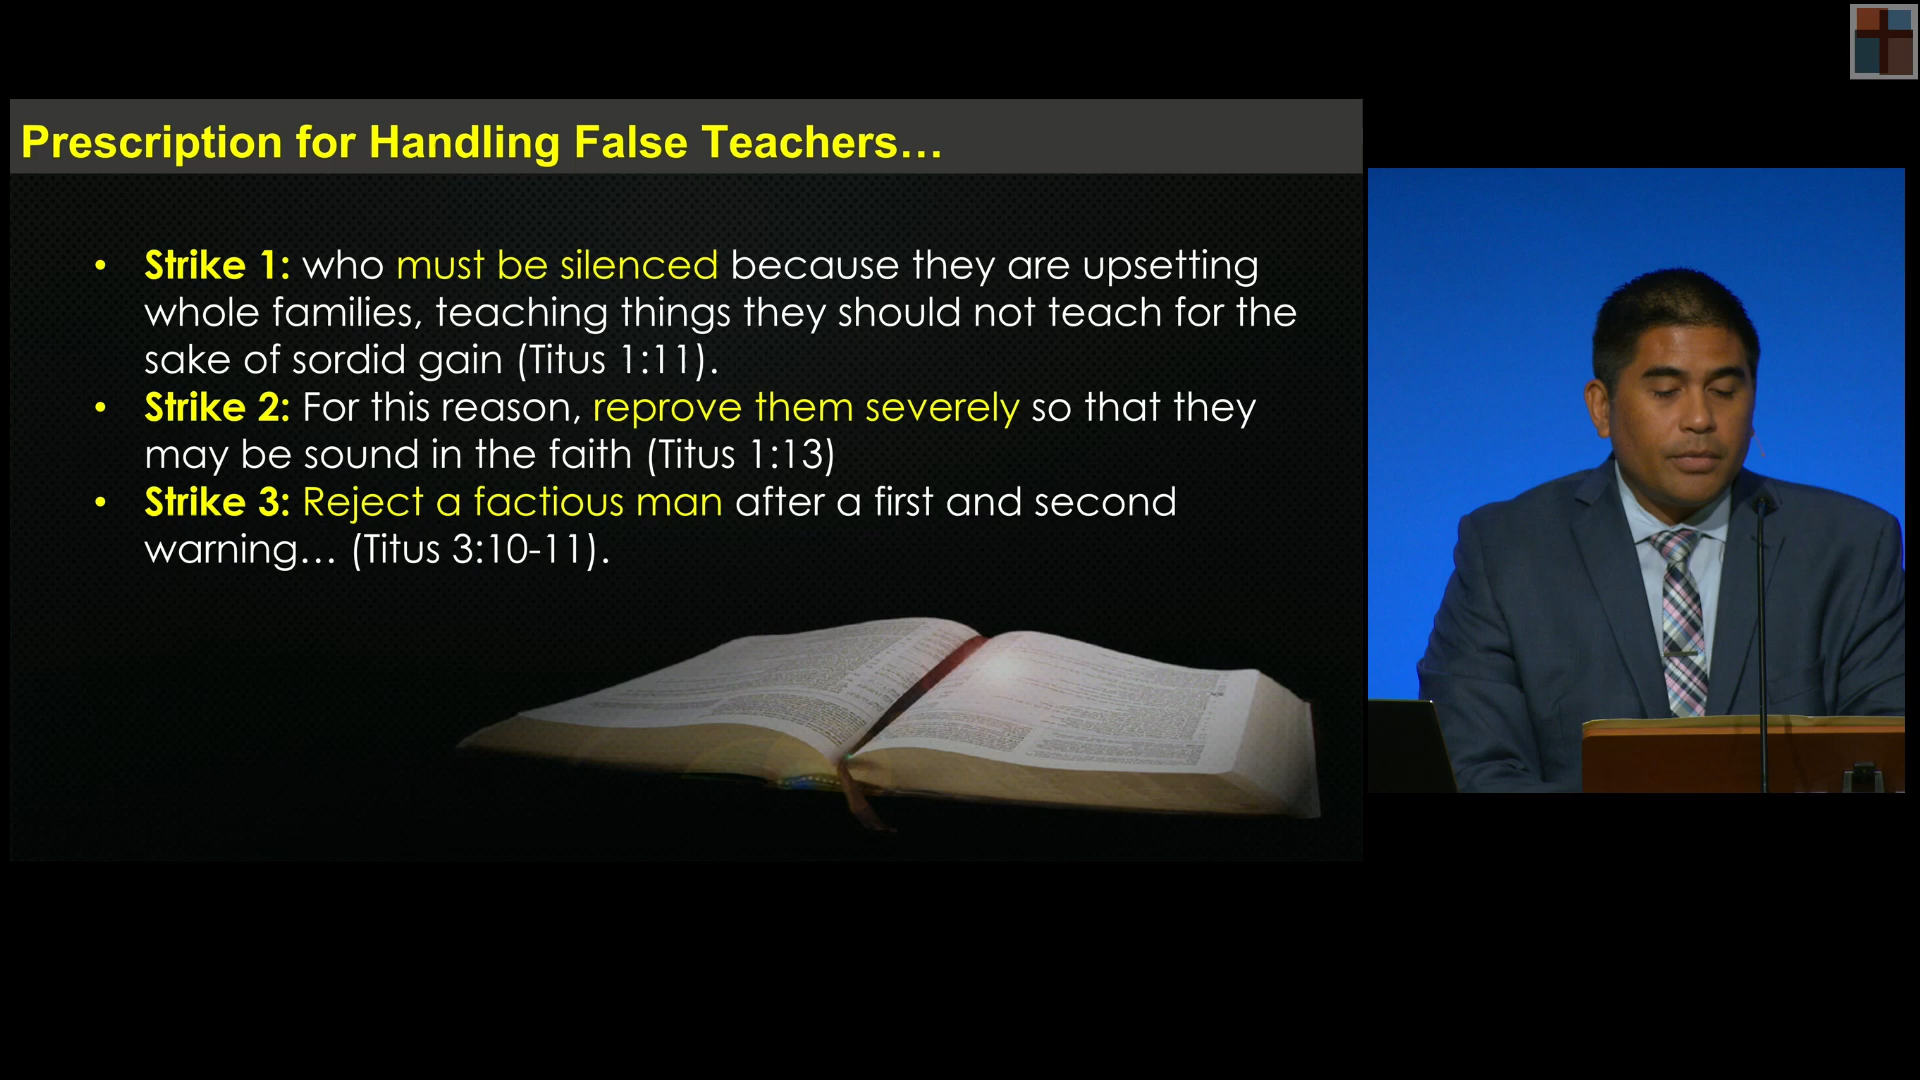 Prescription for Handling False Teachers…
• Strike 1: who must be silenced because they are upsetting
whole families, teaching things they should not teach for the
sake of sordid gain (Titus 1:11).
• Strike 2: For this reason, reprove them severely so that they
may be sound in the faith (Titus 1:13)
• Strike 3: Reject a factious man after a first and second
warning… (Titus 3:10-11).